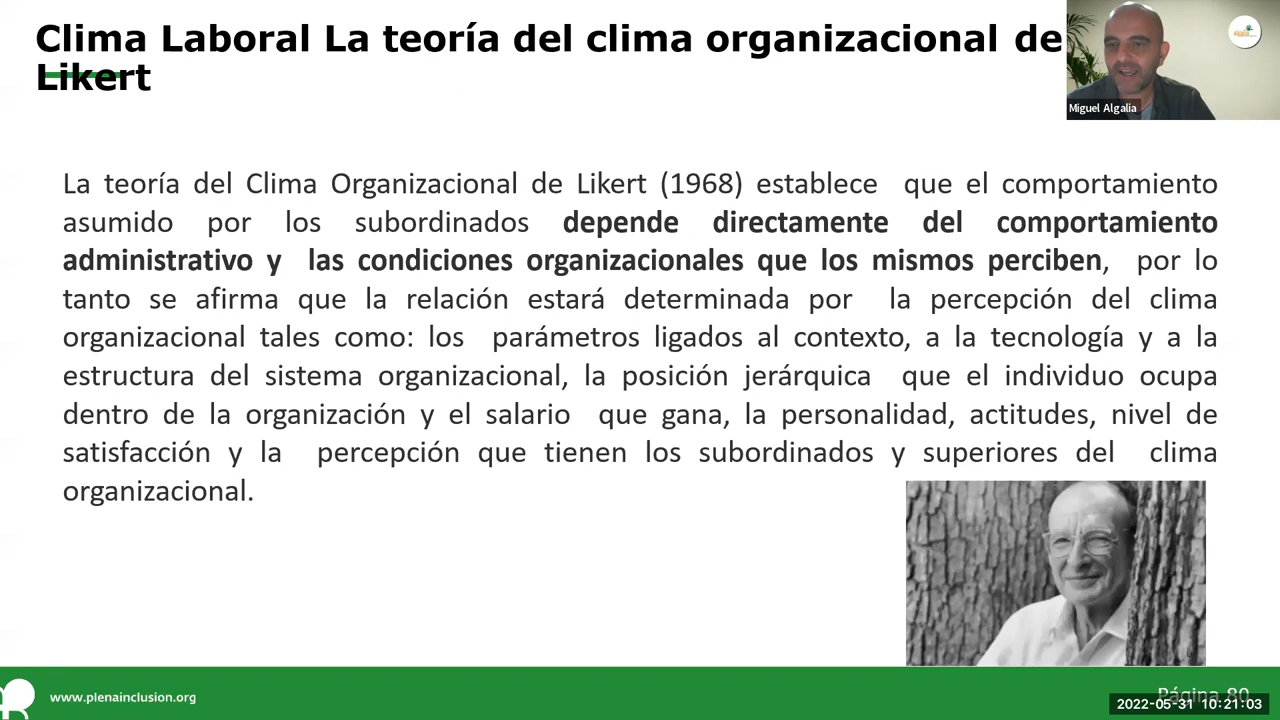 Clima Laboral La teoría del clima organizacional de
Likert
Miguel Algalia
La teoría del Clima Organizacional de Likert (1968) establece que el comportamiento
asumido por los subordinados depende directamente del comportamiento
administrativo y las condiciones organizacionales que los mismos perciben, por lo
tanto se afirma que la relación estará determinada por la percepción del clima
organizacional tales como: los parámetros ligados al contexto, a la tecnología y a la
estructura del sistema organizacional, la posición jerárquica que el individuo ocupa
dentro de la organización y el salario que gana, la personalidad, actitudes, nivel de
satisfacción y la percepción que tienen los subordinados y superiores del clima
organizacional.
www.plenainclusion.org
Página 80
2022-05-31 10:21:03